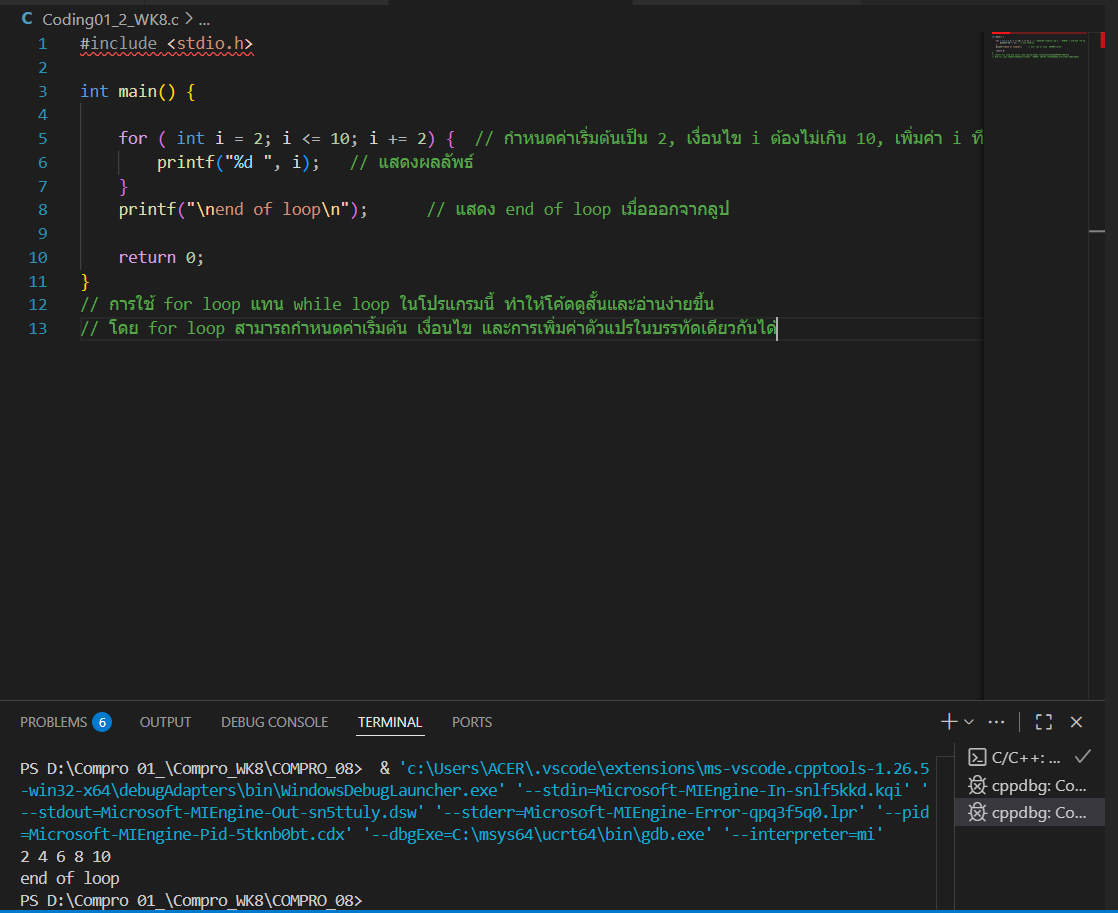 C Coding01_2_WK8.c > ...
1 #include <stdio.h>
2
3 int main() {
4
5 for ( int i = 2; i <= 10; i += 2) { // กำหนดค่าเริ่มต้นเป็น 2, เงื่อนไข i ต้องไม่เกิน 10, เพิ่มค่า i ที
6 printf("%d ", i); // แสดงผลลัพธ์
7 }
8 printf("\nend of loop\n"); // แสดง end of loop เมื่อออกจากลูป
9
10 return 0;
11 }
12 // การใช้ for loop แทน while loop ในโปรแกรมนี้ ทำให้โค้ดดูสั้นและอ่านง่ายขึ้น
13 // โดย for loop สามารถกำหนดค่าเริ้มต้น เงื่อนไข และการเพิ่มค่าตัวแปรในบรรทัดเดียวกันได้
PROBLEMS 6 OUTPUT DEBUG CONSOLE TERMINAL PORTS
PS D:\Compro 01_\Compro_WK8\COMPRO_08> & 'c:\Users\ACER\.vscode\extensions\ms-vscode.cpptools-1.26.5
-win32-x64\debugAdapters\bin\WindowsDebugLauncher.exe' '--stdin=Microsoft-MIEngine-In-snlf5kkd.kqi' '
--stdout=Microsoft-MIEngine-Out-sn5ttuly.dsw' '--stderr=Microsoft-MIEngine-Error-qpq3f5q0.lpr' '--pid
=Microsoft-MIEngine-Pid-5tknb0bt.cdx' '--dbgExe=C:\msys64\ucrt64\bin\gdb.exe' '--interpreter=mi'
2 4 6 8 10
end of loop
PS D:\Compro 01_\Compro_WK8\COMPRO_08>
C/C++: ...
cppdbg: Co...
cppdbg: Co...